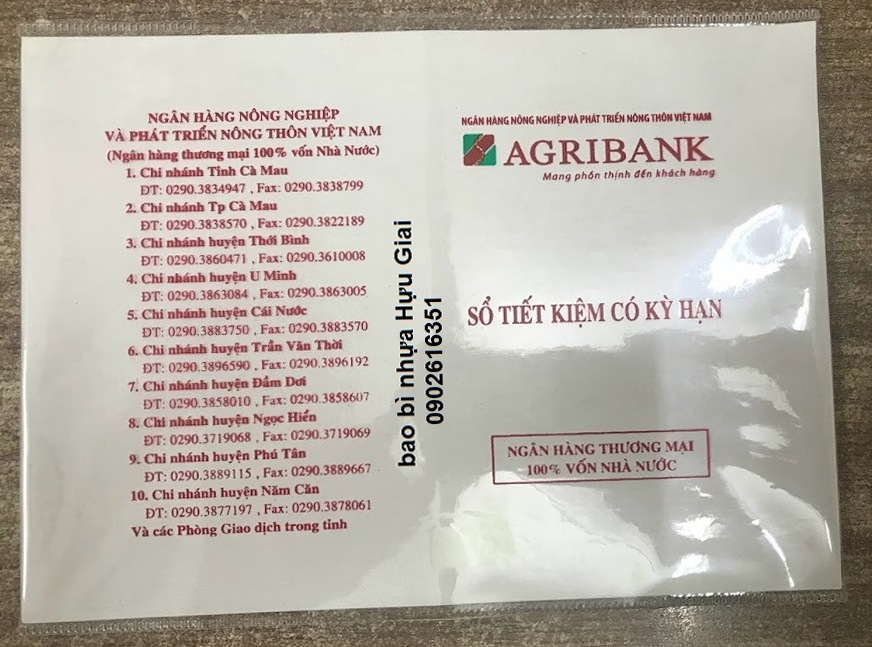 NGÂN HÀNG NÔNG NGHIỆP
VÀ PHÁT TRIỂN NÔNG THÔN VIỆT NAM
(Ngân hàng thương mại 100% vốn Nhà Nước)
1. Chi nhánh Tỉnh Cà Mau
ĐT: 0290.3834947 , Fax: 0290.3838799
2. Chi nhánh Tp Cà Mau
ĐT: 0290.3838570 , Fax: 0290.3822189
3. Chi nhánh huyện Thới Bình
ĐT: 0290.3860471 , Fax: 0290.3610008
4. Chi nhánh huyện U Minh
ĐT: 0290.3863084 , Fax: 0290.3863005
5. Chi nhánh huyện Cái Nước
ĐT: 0290.3883750 , Fax: 0290.3883570
6. Chi nhánh huyện Trần Văn Thời
ĐT: 0290.3896590 , Fax: 0290.3896192
7. Chi nhánh huyện Đầm Dơi
ĐT: 0290.3858010 , Fax: 0290.3858607
8. Chi nhánh huyện Ngọc Hiển
ĐT: 0290.3719068 , Fax: 0290.3719069
9. Chi nhánh huyện Phú Tân
ĐT: 0290.3889115 , Fax: 0290.3889667
10. Chi nhánh huyện Năm Căn
ĐT: 0290.3877197 , Fax: 0290.3878061
Và các Phòng Giao dịch trong tỉnh
bao bì nhựa Hựu Giai
0902616351
NGÂN HÀNG NÔNG NGHIỆP VÀ PHÁT TRIỂN NÔNG THÔN VIỆT NAM
AGRIBANK
Mang phồn thịnh đến khách hàng
SỔ TIẾT KIỆM CÓ KỲ HẠN
NGÂN HÀNG THƯƠNG MẠI
100% VỐN NHÀ NƯỚC